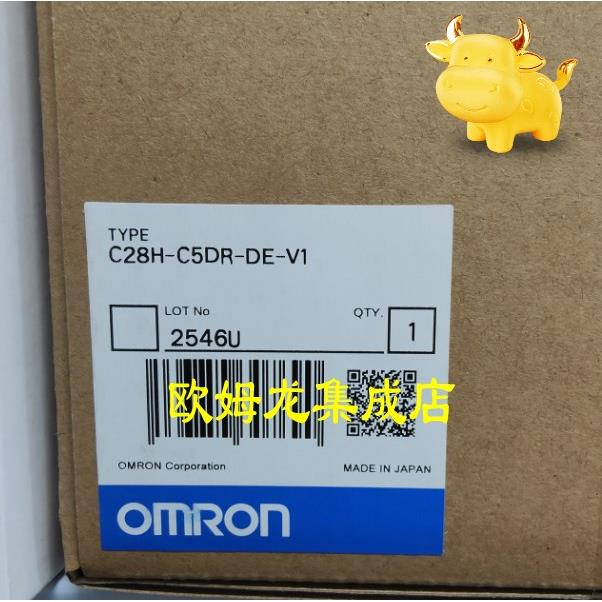 TYPE
C28H-C5DR-DE-V1
LOT No
2546U
QTY.
1
欧姆龙集成店
OMRON Corporation
MADE IN JAPAN
OMRON